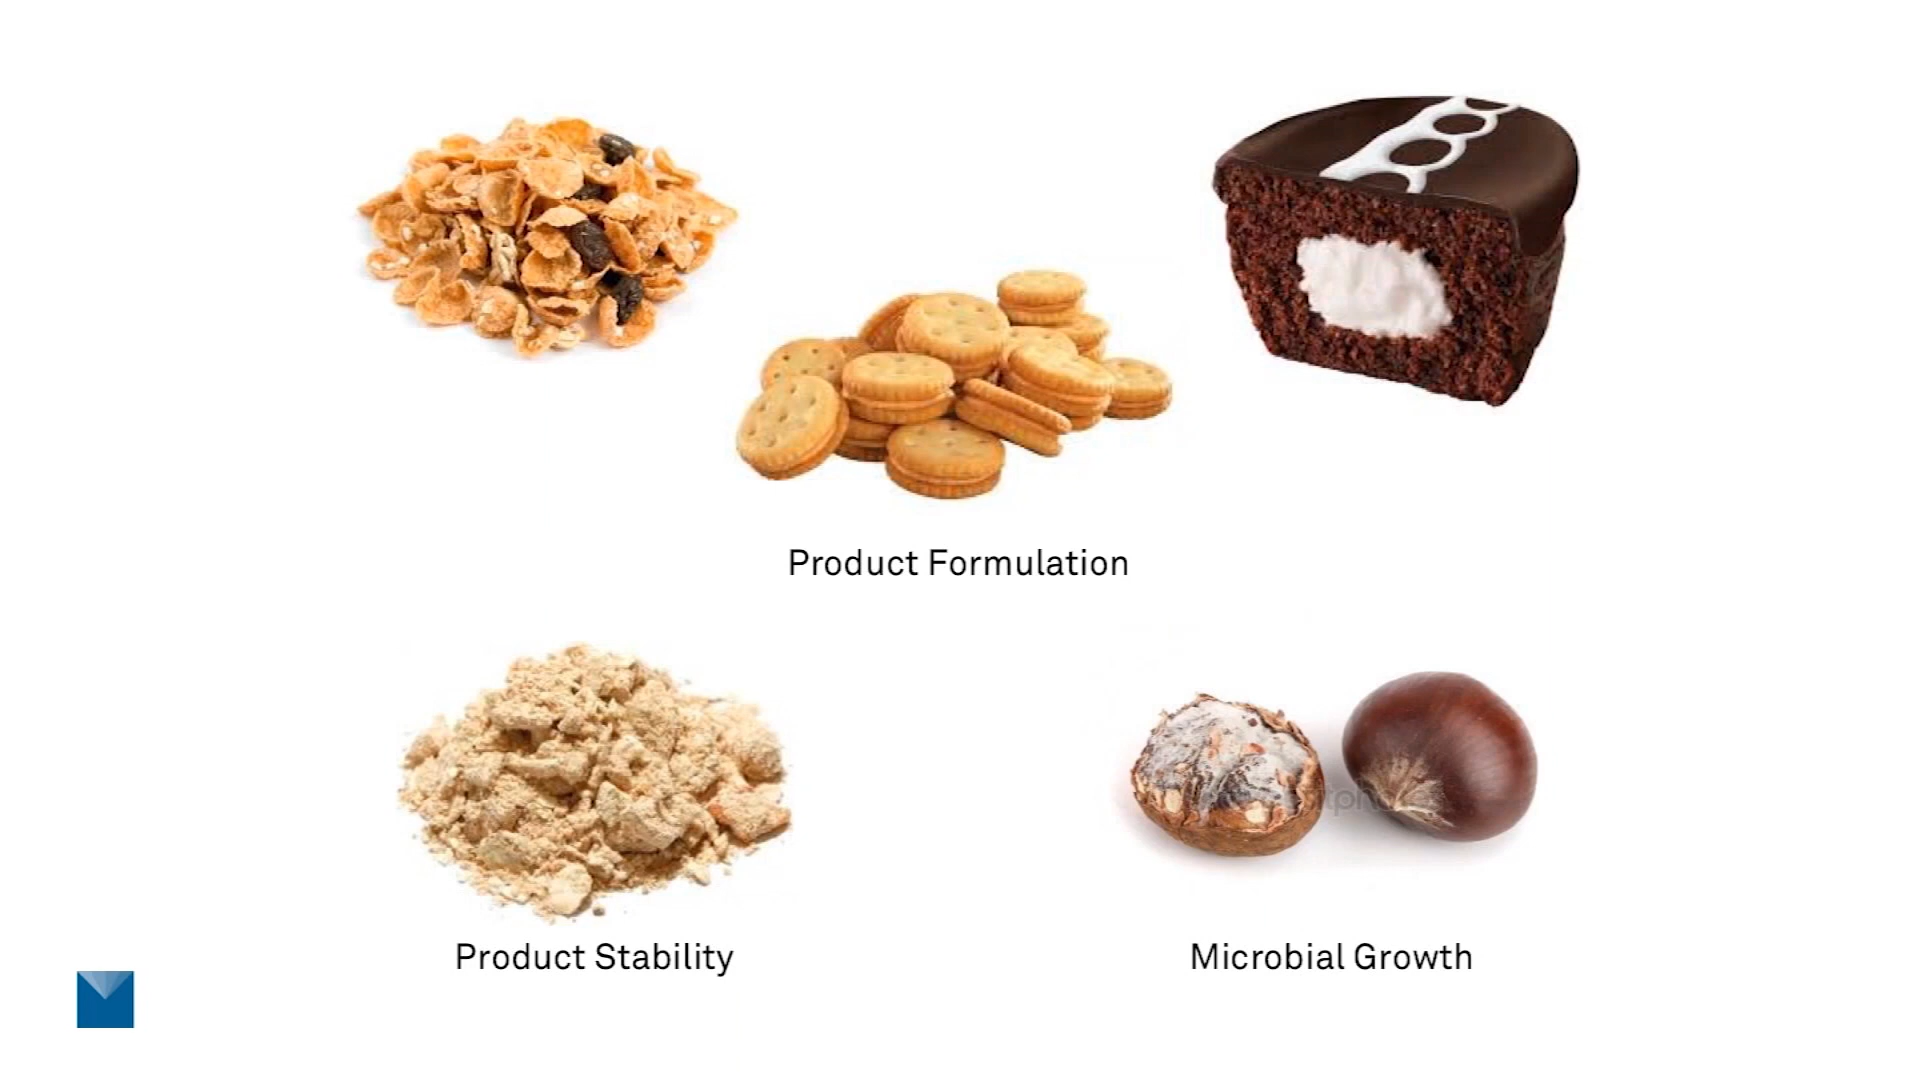 Product Formulation
Product Stability
Microbial Growth